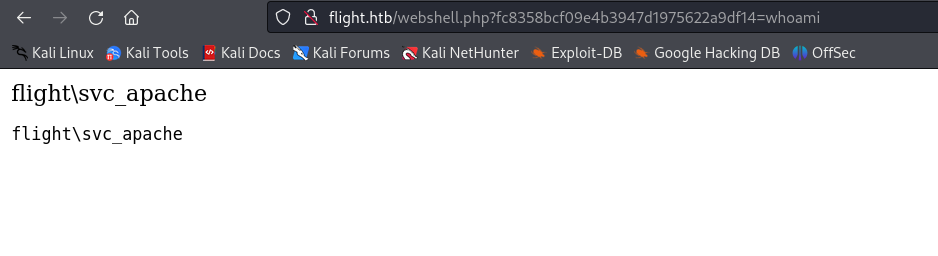 flight.htb/webshell.php?fc8358bcf09e4b3947d1975622a9df14=whoami
Kali Linux Kali Tools Kali Docs Kali Forums Kali NetHunter Exploit-DB Google Hacking DB OffSec
flight\svc_apache
flight\svc_apache